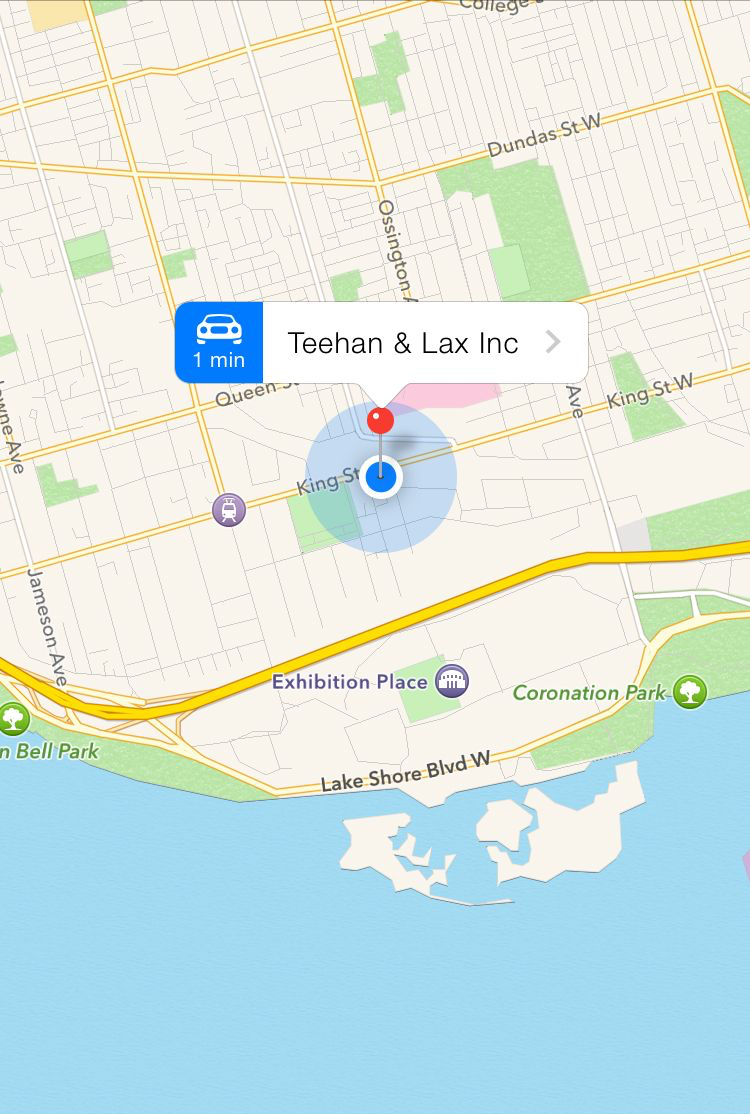 College
Dundas St W
Ossington A
1 min
Teehan & Lax Inc
Queen St
Ave
King St W
King St
Jameson Ave
Exhibition Place
Coronation Park
n Bell Park
Lake Shore Blvd W